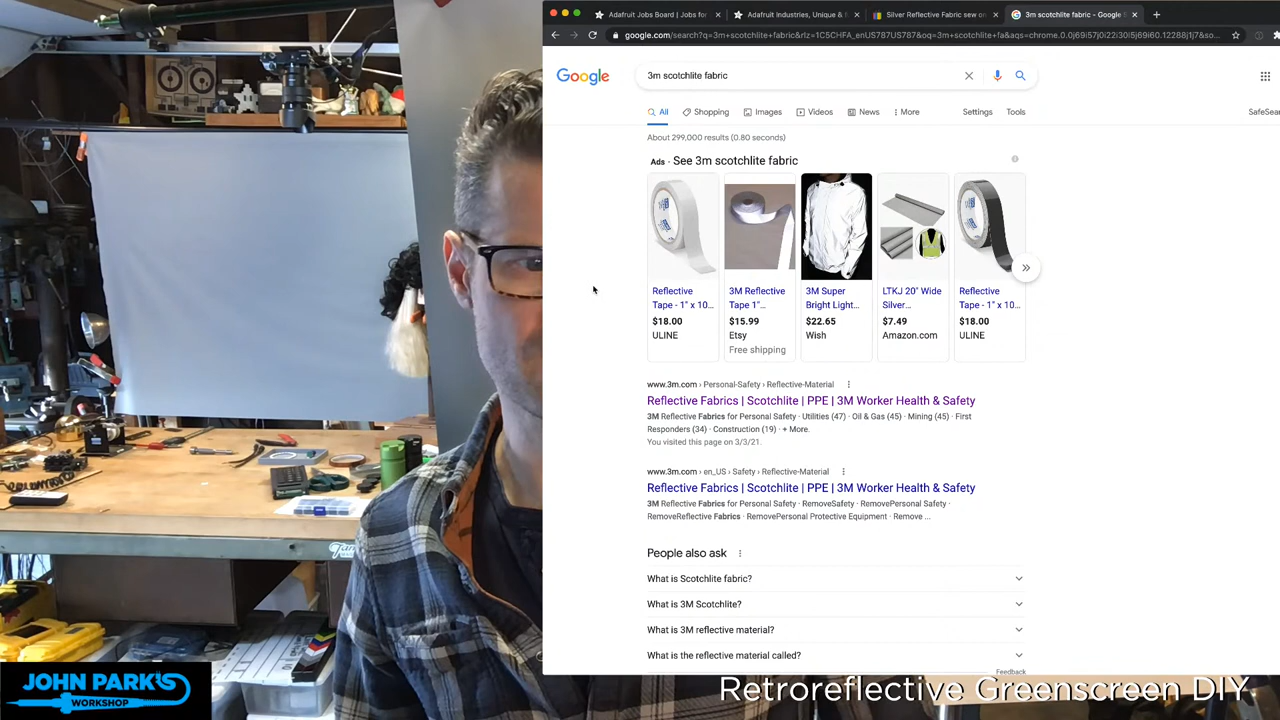 Adafruit Jobs Board | Jobs for
Adafruit Industries, Unique &
Silver Reflective Fabric sew on
3m scotchlite fabric - Google
google.com/search?q=3m+scotchlite+fabric&rlz=1C5CHFA_enUS787US787&oq=3m+scotchlite+fa&aqs=chrome.0.0j69i57j0i22i30l5j69i60.12288j1j7&so...
Google
3m scotchlite fabric
All
Shopping
Images
Videos
News
More
Settings
Tools
SafeSear
About 299,000 results (0.80 seconds)
Ads · See 3m scotchlite fabric
Reflective
Tape - 1" x 10...
$18.00
ULINE
3M Reflective
Tape 1"...
$15.99
Etsy
Free shipping
3M Super
Bright Light...
$22.65
Wish
LTKJ 20" Wide
Silver...
$7.49
Amazon.com
Reflective
Tape - 1" x 10...
$18.00
ULINE
www.3m.com › Personal-Safety › Reflective-Material
Reflective Fabrics | Scotchlite | PPE | 3M Worker Health & Safety
3M Reflective Fabrics for Personal Safety · Utilities (47) · Oil & Gas (45) · Mining (45) · First
Responders (34) · Construction (19) · + More.
You visited this page on 3/3/21.
www.3m.com › en_US › Safety › Reflective-Material
Reflective Fabrics | Scotchlite | PPE | 3M Worker Health & Safety
3M Reflective Fabrics for Personal Safety · RemoveSafety · RemovePersonal Safety ·
RemoveReflective Fabrics · RemovePersonal Protective Equipment · Remove ...
People also ask
What is Scotchlite fabric?
What is 3M Scotchlite?
What is 3M reflective material?
What is the reflective material called?
Feedback
JOHN PARK'S
WORKSHOP
Retroreflective Greenscreen DIY